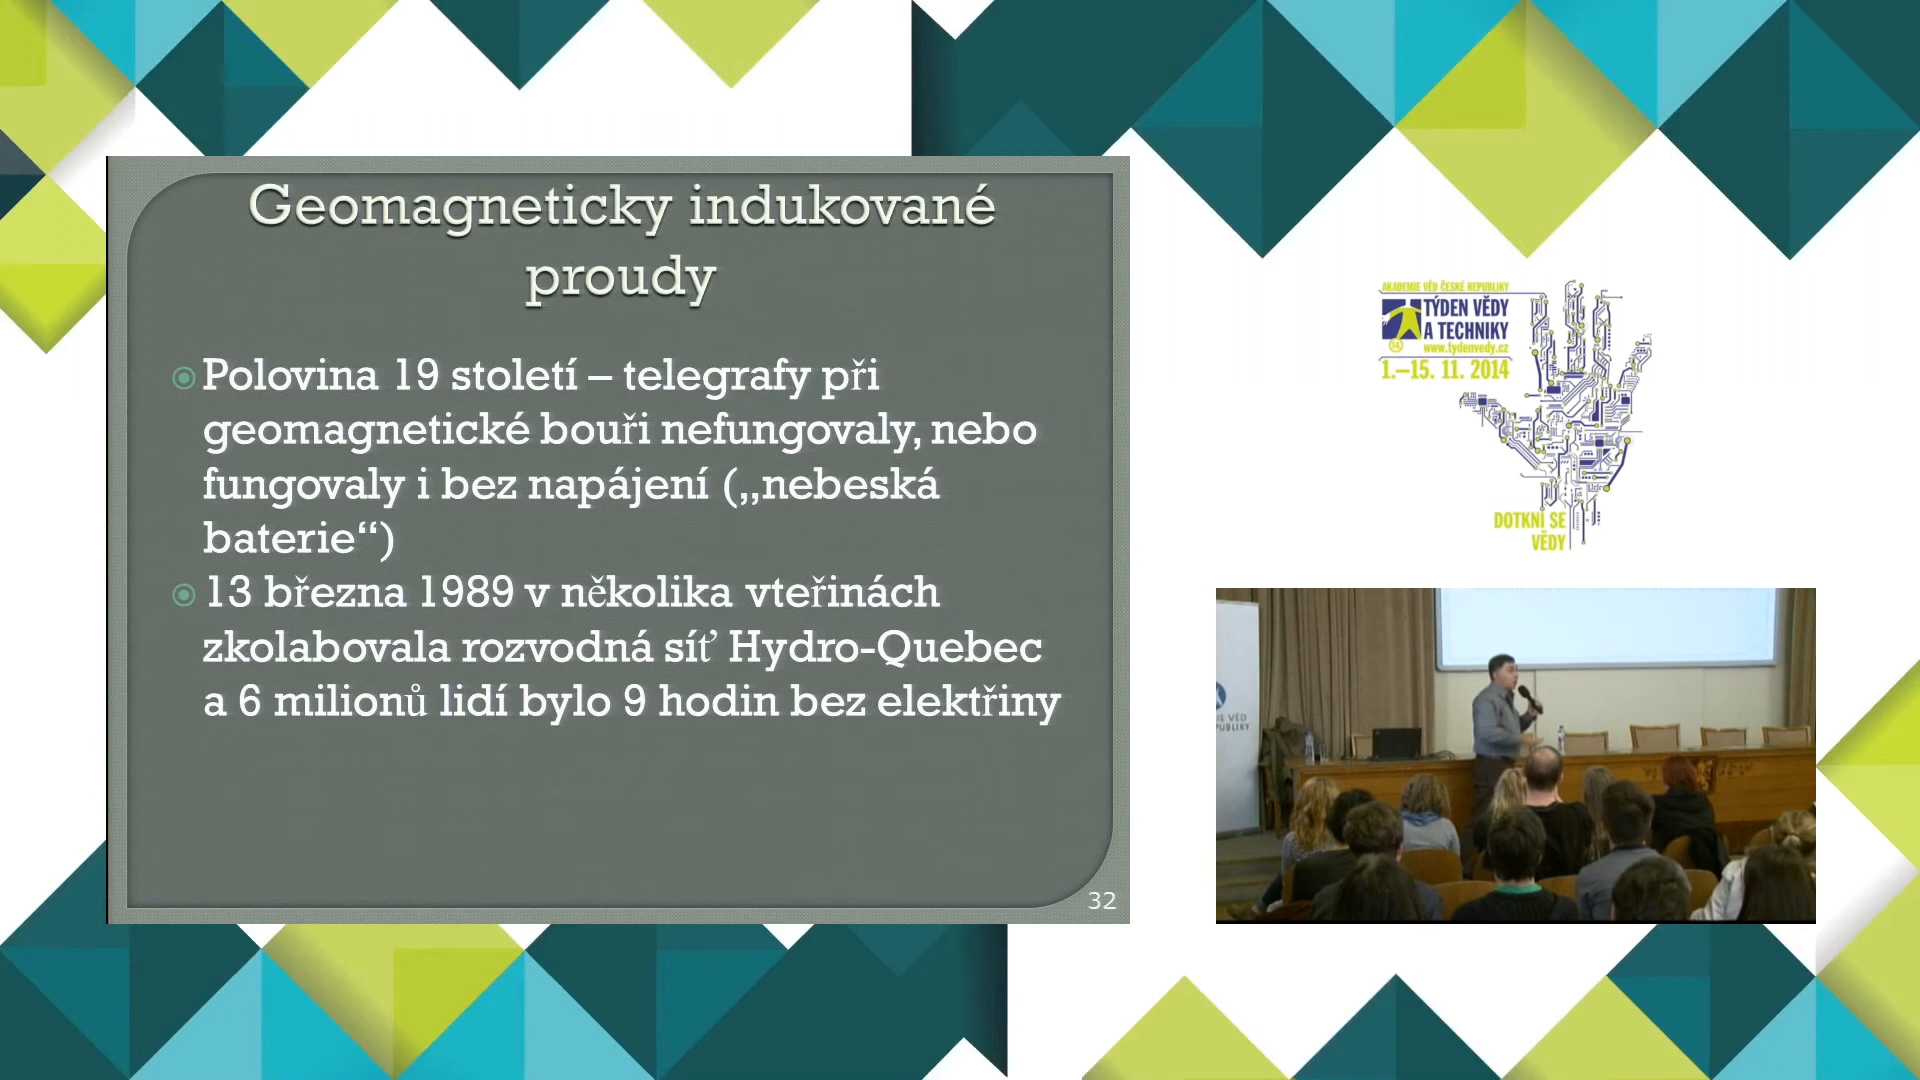 Geomagneticky indukované
proudy
Polovina 19 století – telegrafy při
geomagnetické bouři nefungovaly, nebo
fungovaly i bez napájení („nebeská
baterie“)
13 března 1989 v několika vteřinách
zkolabovala rozvodná síť Hydro-Quebec
a 6 milionů lidí bylo 9 hodin bez elektřiny
32
AKADEMIE VĚD ČESKÉ REPUBLIKY
TÝDEN VĚDY
A TECHNIKY
www.tydenvedy.cz
1.–15. 11. 2014
DOTKNI SE
VĚDY